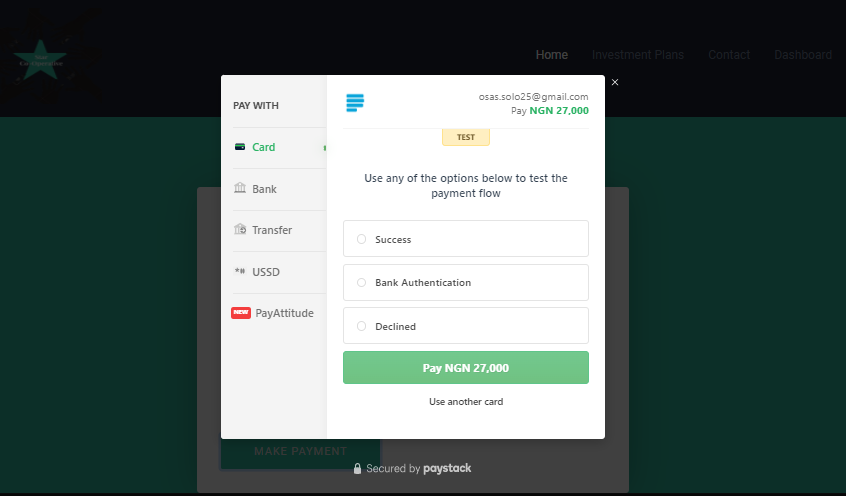 Home
Investment Plans
Contact
Dashboard
PAY WITH
Card
Bank
Transfer
*# USSD
NEW PayAttitude
osas.solo25@gmail.com
Pay NGN 27,000
TEST
Use any of the options below to test the
payment flow
Success
Bank Authentication
Declined
Pay NGN 27,000
Use another card
MAKE PAYMENT
Secured by paystack